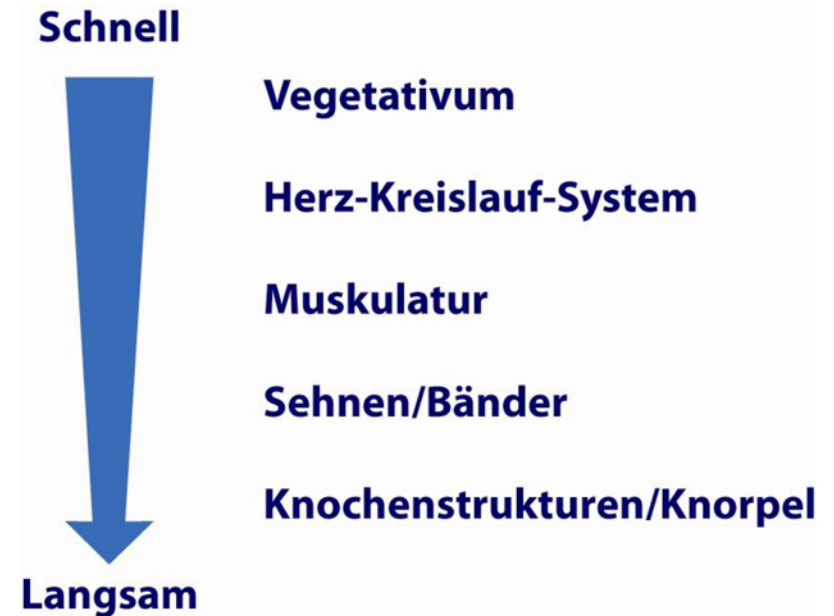 Schnell
Vegetativum
Herz-Kreislauf-System
Muskulatur
Sehnen/Bänder
Knochenstrukturen/Knorpel
Langsam